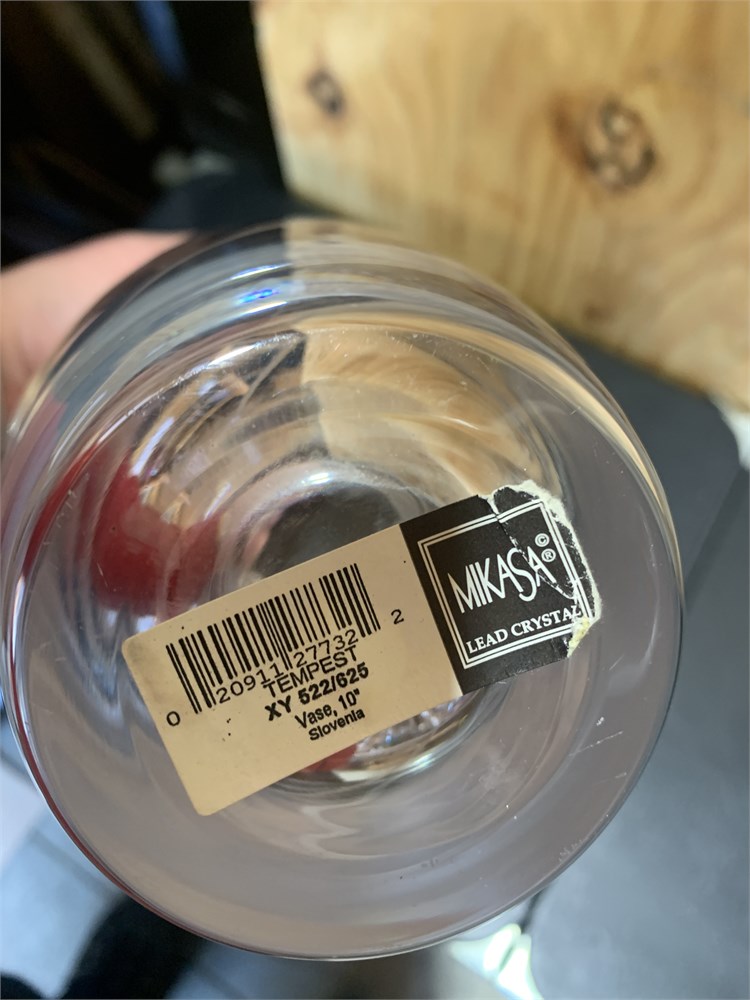 0 20911 27732 2
TEMPEST
XY 522/625
Vase, 10"
Slovenia
©
MIKASA®
LEAD CRYSTAL